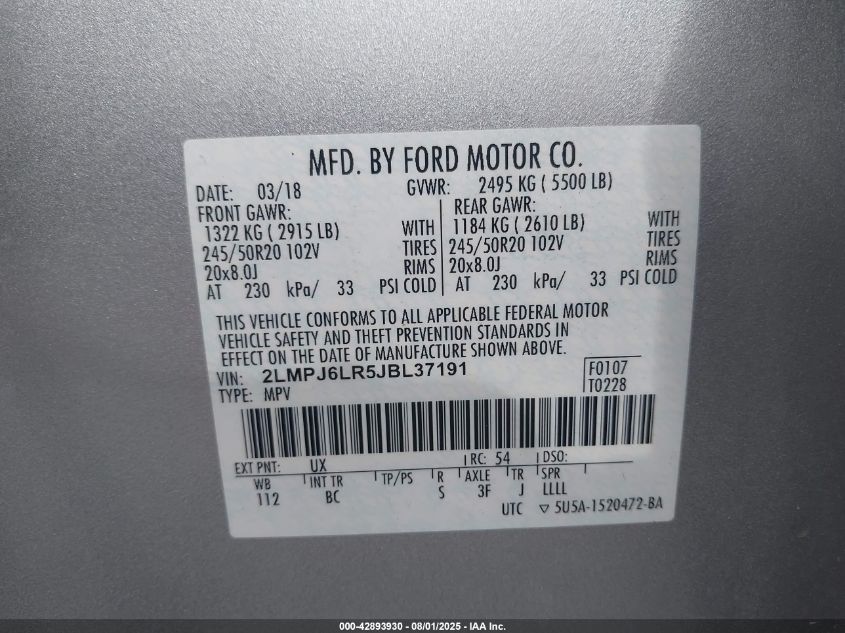 MFD. BY FORD MOTOR CO.
DATE: 03/18 GVWR: 2495 KG ( 5500 LB)
FRONT GAWR: REAR GAWR:
1322 KG ( 2915 LB) WITH 1184 KG ( 2610 LB) WITH
245/50R20 102V TIRES 245/50R20 102V TIRES
20x8.0J RIMS 20x8.0J RIMS
AT 230 kPa/ 33 PSI COLD AT 230 kPa/ 33 PSI COLD
THIS VEHICLE CONFORMS TO ALL APPLICABLE FEDERAL MOTOR
VEHICLE SAFETY AND THEFT PREVENTION STANDARDS IN
EFFECT ON THE DATE OF MANUFACTURE SHOWN ABOVE.
VIN: 2LMPJ6LR5JBL37191 F0107
TYPE: MPV T0228
EXT PNT: UX RC: 54 DSO:
WB INT TR TP/PS R AXLE TR SPR
112 BC S 3F J LLLL
UTC ▽ 5U5A-1520472-BA
000-42893930 - 08/01/2025 - IAA Inc.